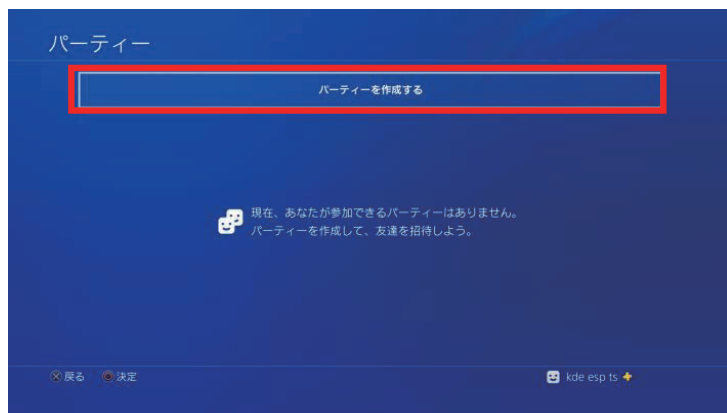 パーティー
パーティーを作成する
現在、あなたが参加できるパーティーはありません。
パーティーを作成して、友達を招待しよう。
戻る 決定
kde esp ts